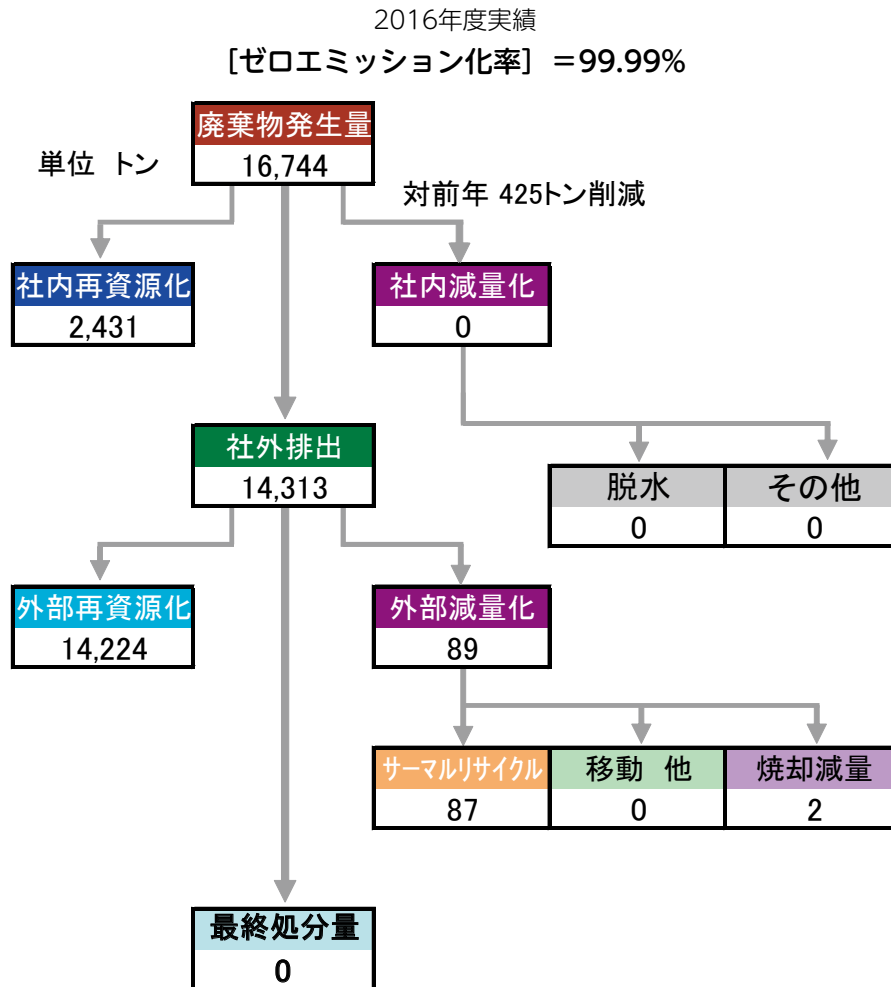 2016年度実績
[ゼロエミッション化率] =99.99%
廃棄物発生量
16,744
単位 トン
対前年 425トン削減
社内再資源化
2,431
社内減量化
0
社外排出
14,313
脱水 その他
0 0
外部再資源化
14,224
外部減量化
89
サーマルリサイクル 移動 他 焼却減量
87 0 2
最終処分量
0